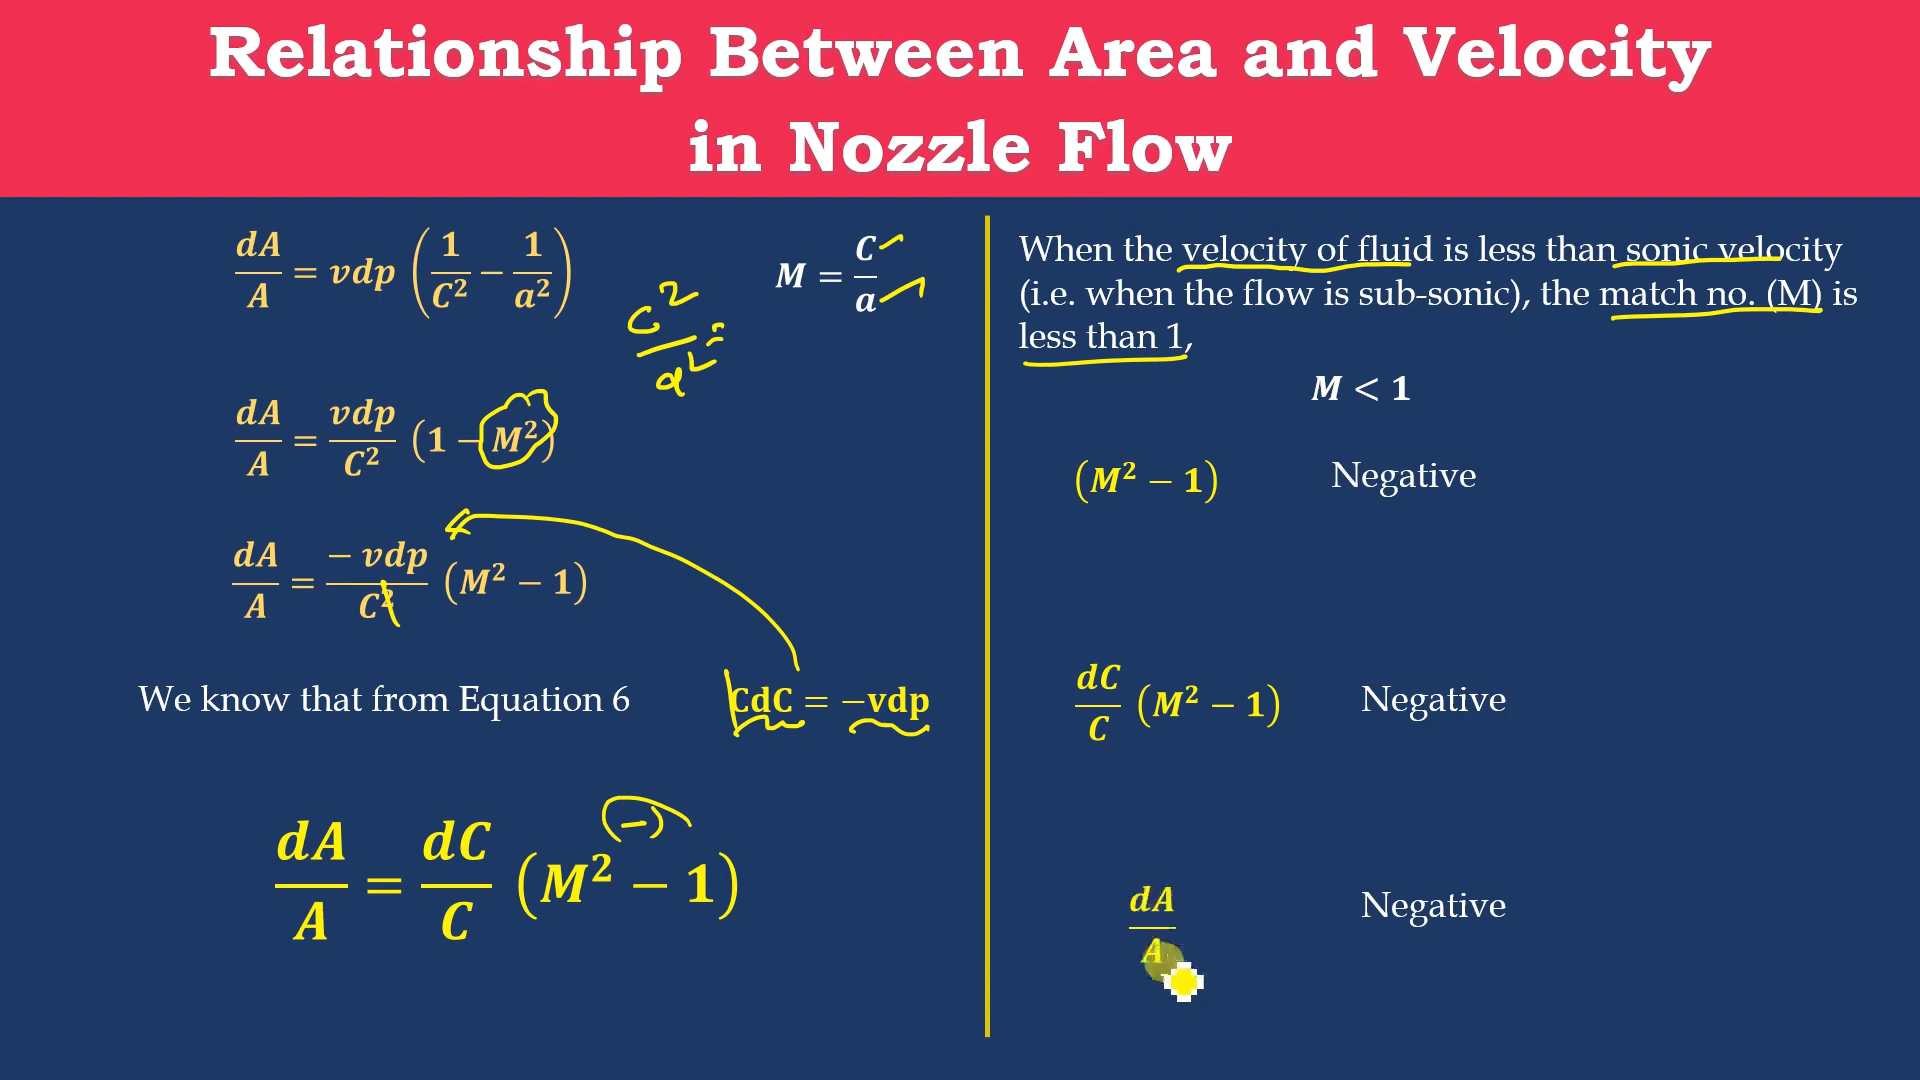 Relationship Between Area and Velocity
in Nozzle Flow
dA/A = vdp (1/C² − 1/a²)
M = C/a
C²/a² =
dA/A = vdp/C² (1 − M²)
dA/A = − vdp/C² (M² − 1)
We know that from Equation 6 CdC = −vdp
(−)
dA/A = dC/C (M² − 1)
When the velocity of fluid is less than sonic velocity
(i.e. when the flow is sub-sonic), the match no. (M) is
less than 1,
M < 1
(M² − 1) Negative
dC/C (M² − 1) Negative
dA/A Negative